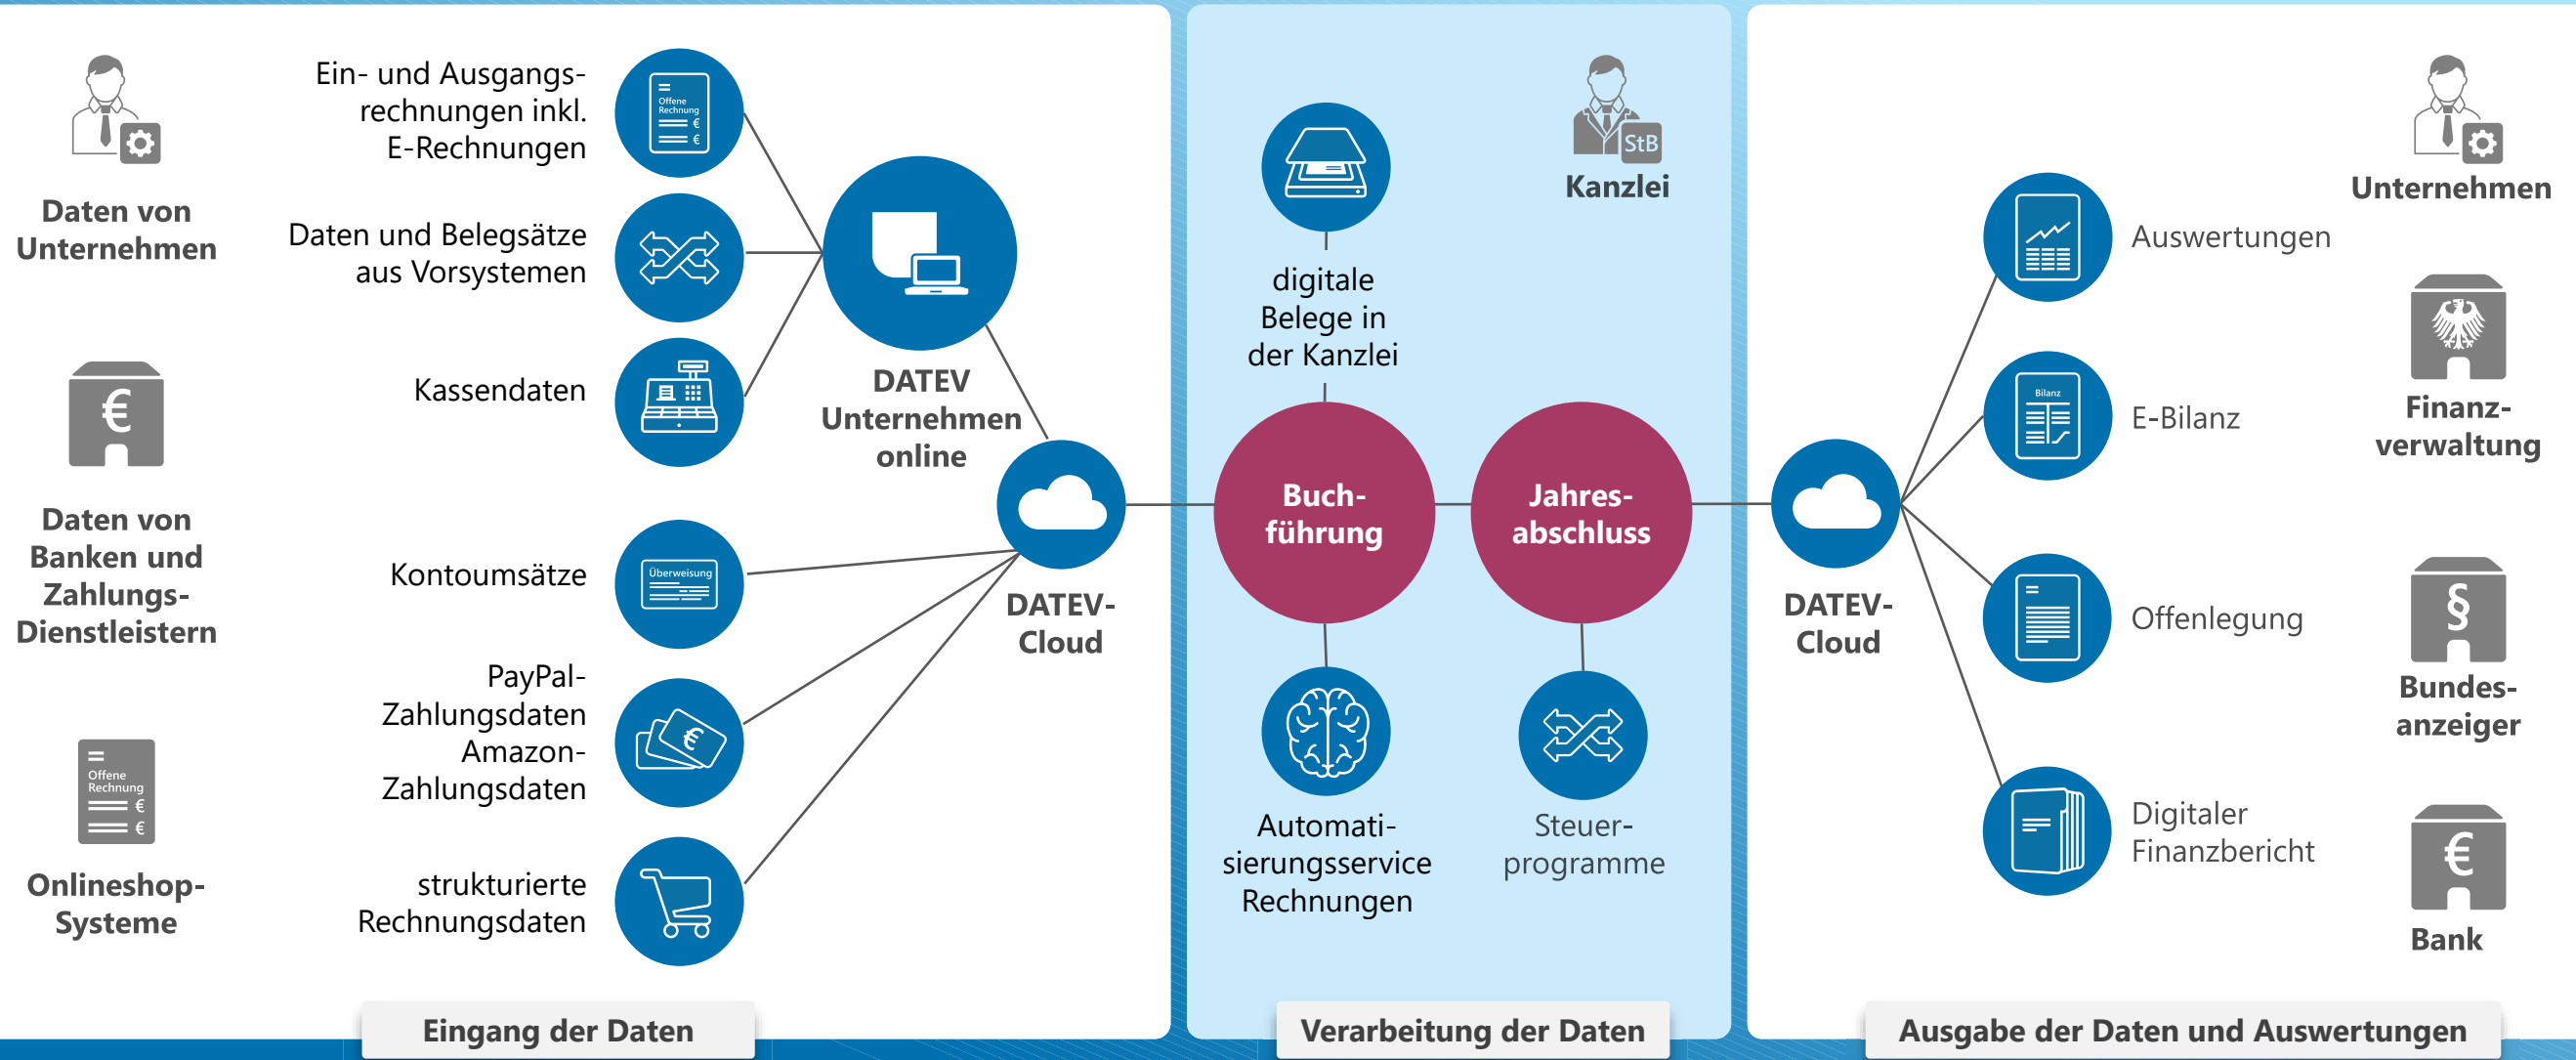 Daten von
Unternehmen
Daten von
Banken und
Zahlungs-
Dienstleistern
Offene
Rechnung
€
€
Onlineshop-
Systeme
Ein- und Ausgangs-
rechnungen inkl.
E-Rechnungen
Offene
Rechnung
€
€
Daten und Belegsätze
aus Vorsystemen
Kassendaten
Kontoumsätze
Überweisung
PayPal-
Zahlungsdaten
Amazon-
Zahlungsdaten
€
strukturierte
Rechnungsdaten
DATEV
Unternehmen
online
DATEV-
Cloud
Eingang der Daten
digitale
Belege in
der Kanzlei
StB
Kanzlei
Buch-
führung
Jahres-
abschluss
Automati-
sierungsservice
Rechnungen
Steuer-
programme
Verarbeitung der Daten
DATEV-
Cloud
Auswertungen
Bilanz
E-Bilanz
Offenlegung
Digitaler
Finanzbericht
Unternehmen
Finanz-
verwaltung
§
Bundes-
anzeiger
€
Bank
Ausgabe der Daten und Auswertungen
€